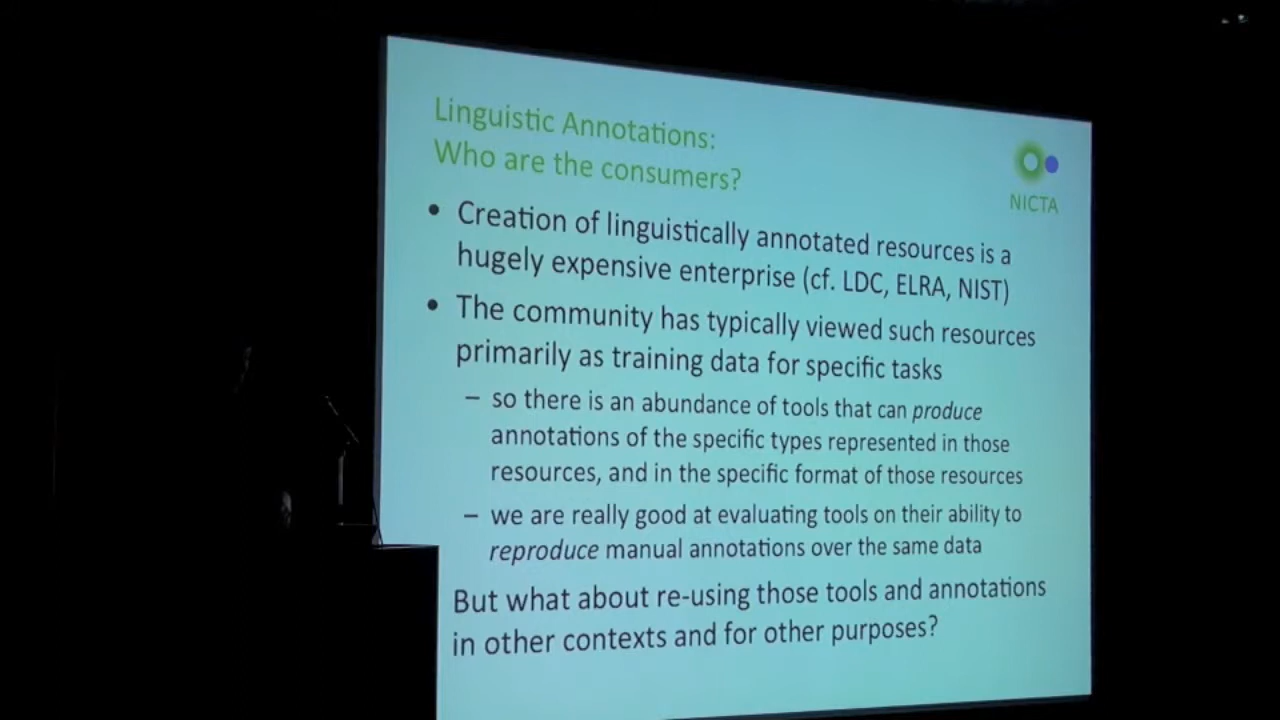 Linguistic Annotations:
Who are the consumers?
NICTA
• Creation of linguistically annotated resources is a
hugely expensive enterprise (cf. LDC, ELRA, NIST)
• The community has typically viewed such resources
primarily as training data for specific tasks
– so there is an abundance of tools that can produce
annotations of the specific types represented in those
resources, and in the specific format of those resources
– we are really good at evaluating tools on their ability to
reproduce manual annotations over the same data
But what about re-using those tools and annotations
in other contexts and for other purposes?